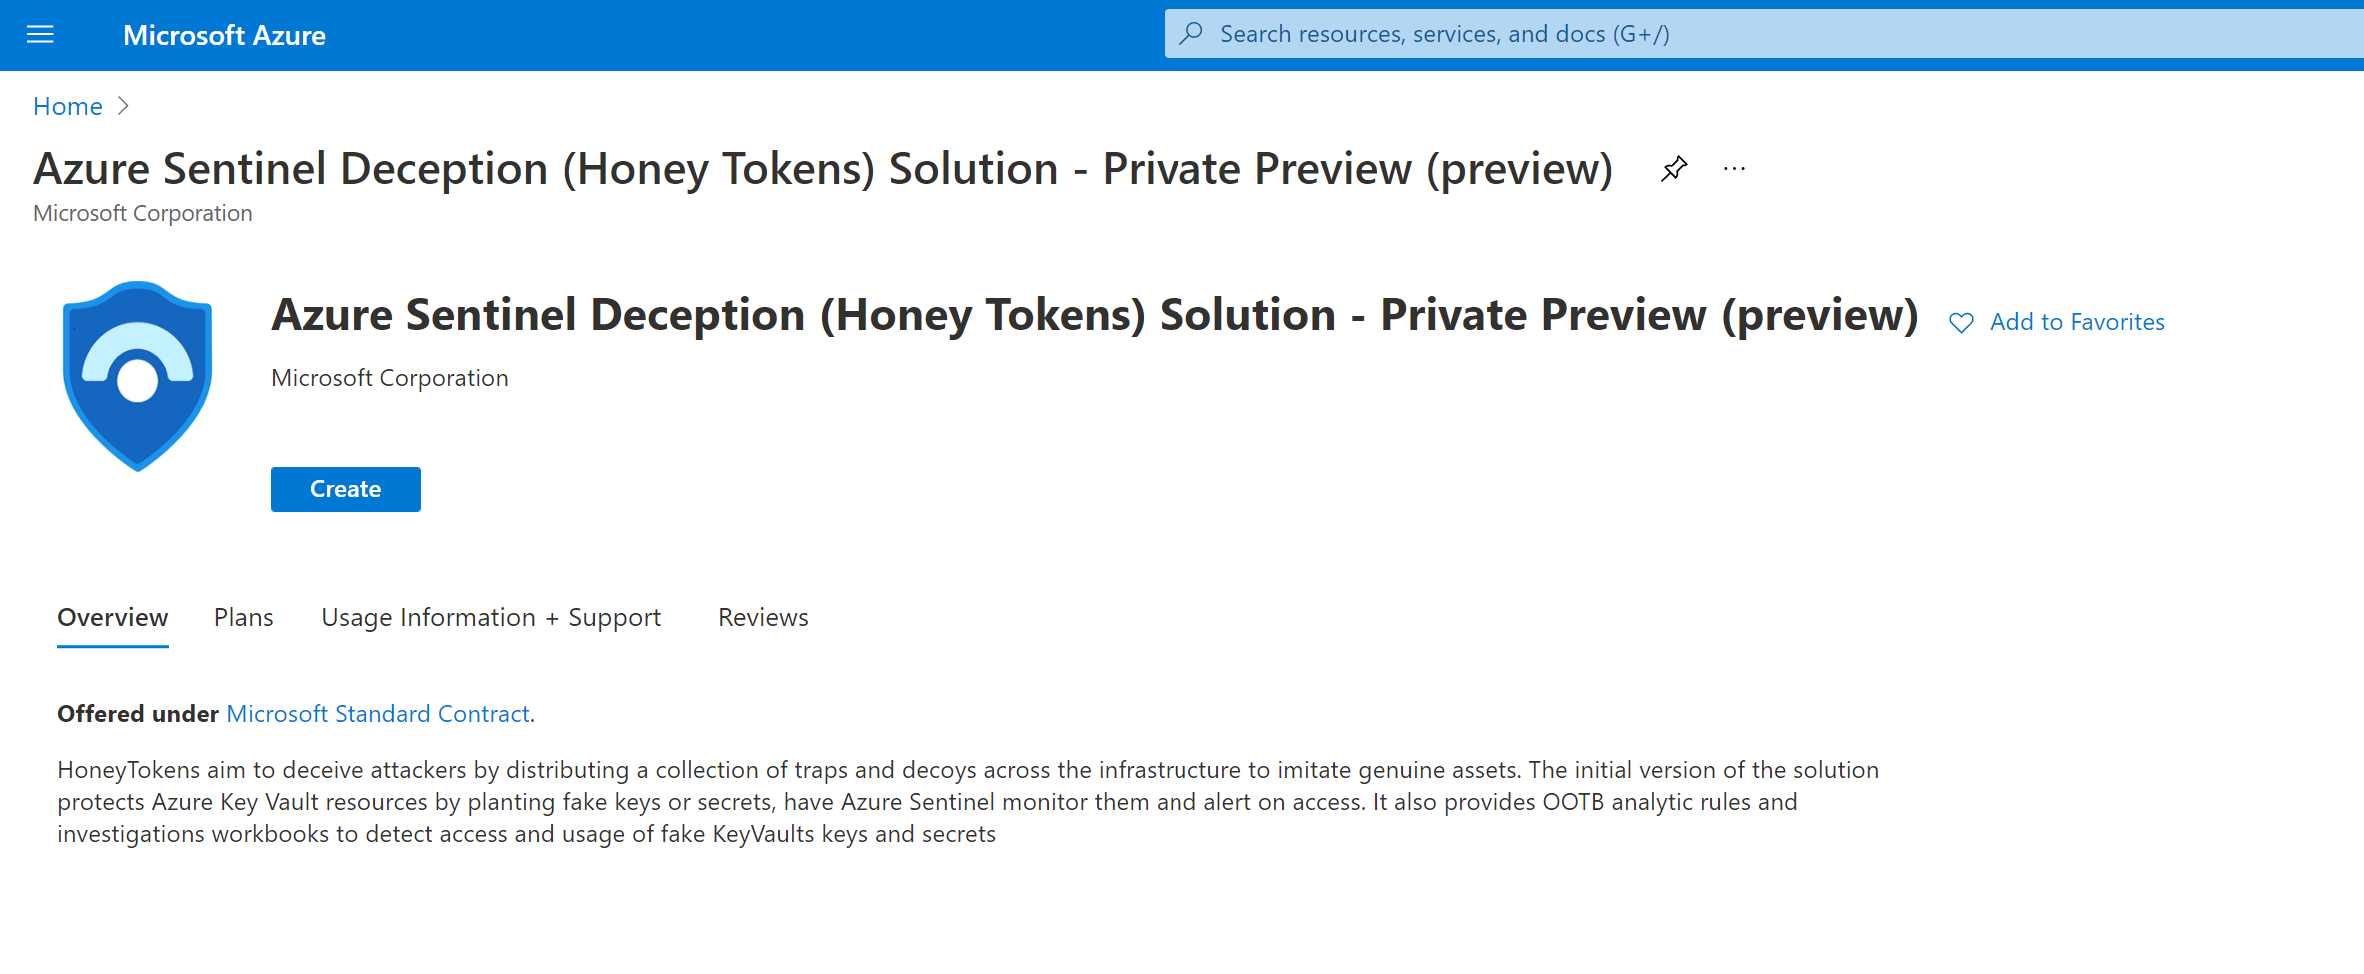 Microsoft Azure
Search resources, services, and docs (G+/)
Home
Azure Sentinel Deception (Honey Tokens) Solution - Private Preview (preview)
Microsoft Corporation
Azure Sentinel Deception (Honey Tokens) Solution - Private Preview (preview)
Add to Favorites
Microsoft Corporation
Create
Overview Plans Usage Information + Support Reviews
Offered under Microsoft Standard Contract.
HoneyTokens aim to deceive attackers by distributing a collection of traps and decoys across the infrastructure to imitate genuine assets. The initial version of the solution
protects Azure Key Vault resources by planting fake keys or secrets, have Azure Sentinel monitor them and alert on access. It also provides OOTB analytic rules and
investigations workbooks to detect access and usage of fake KeyVaults keys and secrets